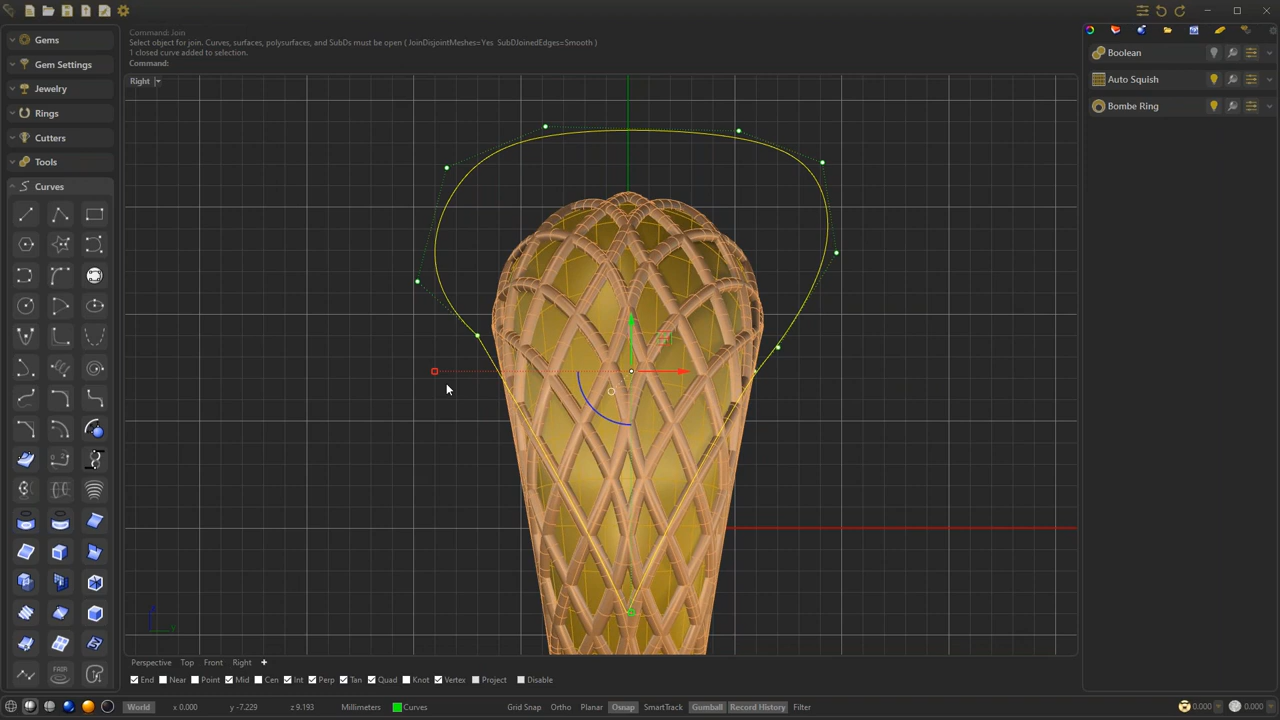 Command: Join
Select object for join. Curves, surfaces, polysurfaces, and SubDs must be open ( JoinDisjointMeshes=Yes SubDJoinedEdges=Smooth )
1 closed curve added to selection.
Command:
Right
Gems
Gem Settings
Jewelry
Rings
Cutters
Tools
Curves
FAIR
Boolean
Auto Squish
Bombe Ring
Perspective Top Front Right
End Near Point Mid Cen Int Perp Tan Quad Knot Vertex Project Disable
World x 0.000 y -7.229 z 9.193 Millimeters Curves Grid Snap Ortho Planar Osnap SmartTrack Gumball Record History Filter 0.000 0.000